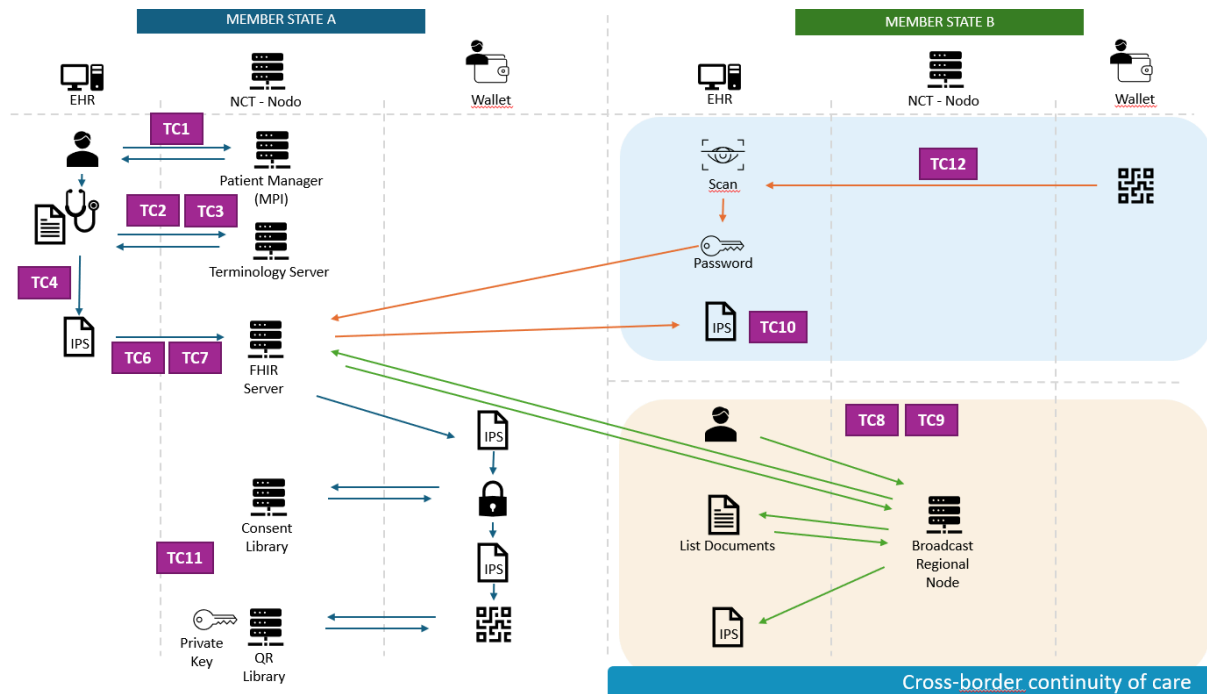 MEMBER STATE A
MEMBER STATE B
EHR
NCT - Nodo
Wallet
EHR
NCT - Nodo
Wallet
TC1
Patient Manager
(MPI)
TC2
TC3
Terminology Server
TC4
IPS
TC6
TC7
FHIR
Server
IPS
Consent
Library
IPS
TC11
Private
Key
QR
Library
Scan
TC12
Password
IPS
TC10
TC8
TC9
List Documents
Broadcast
Regional
Node
IPS
Cross-border continuity of care